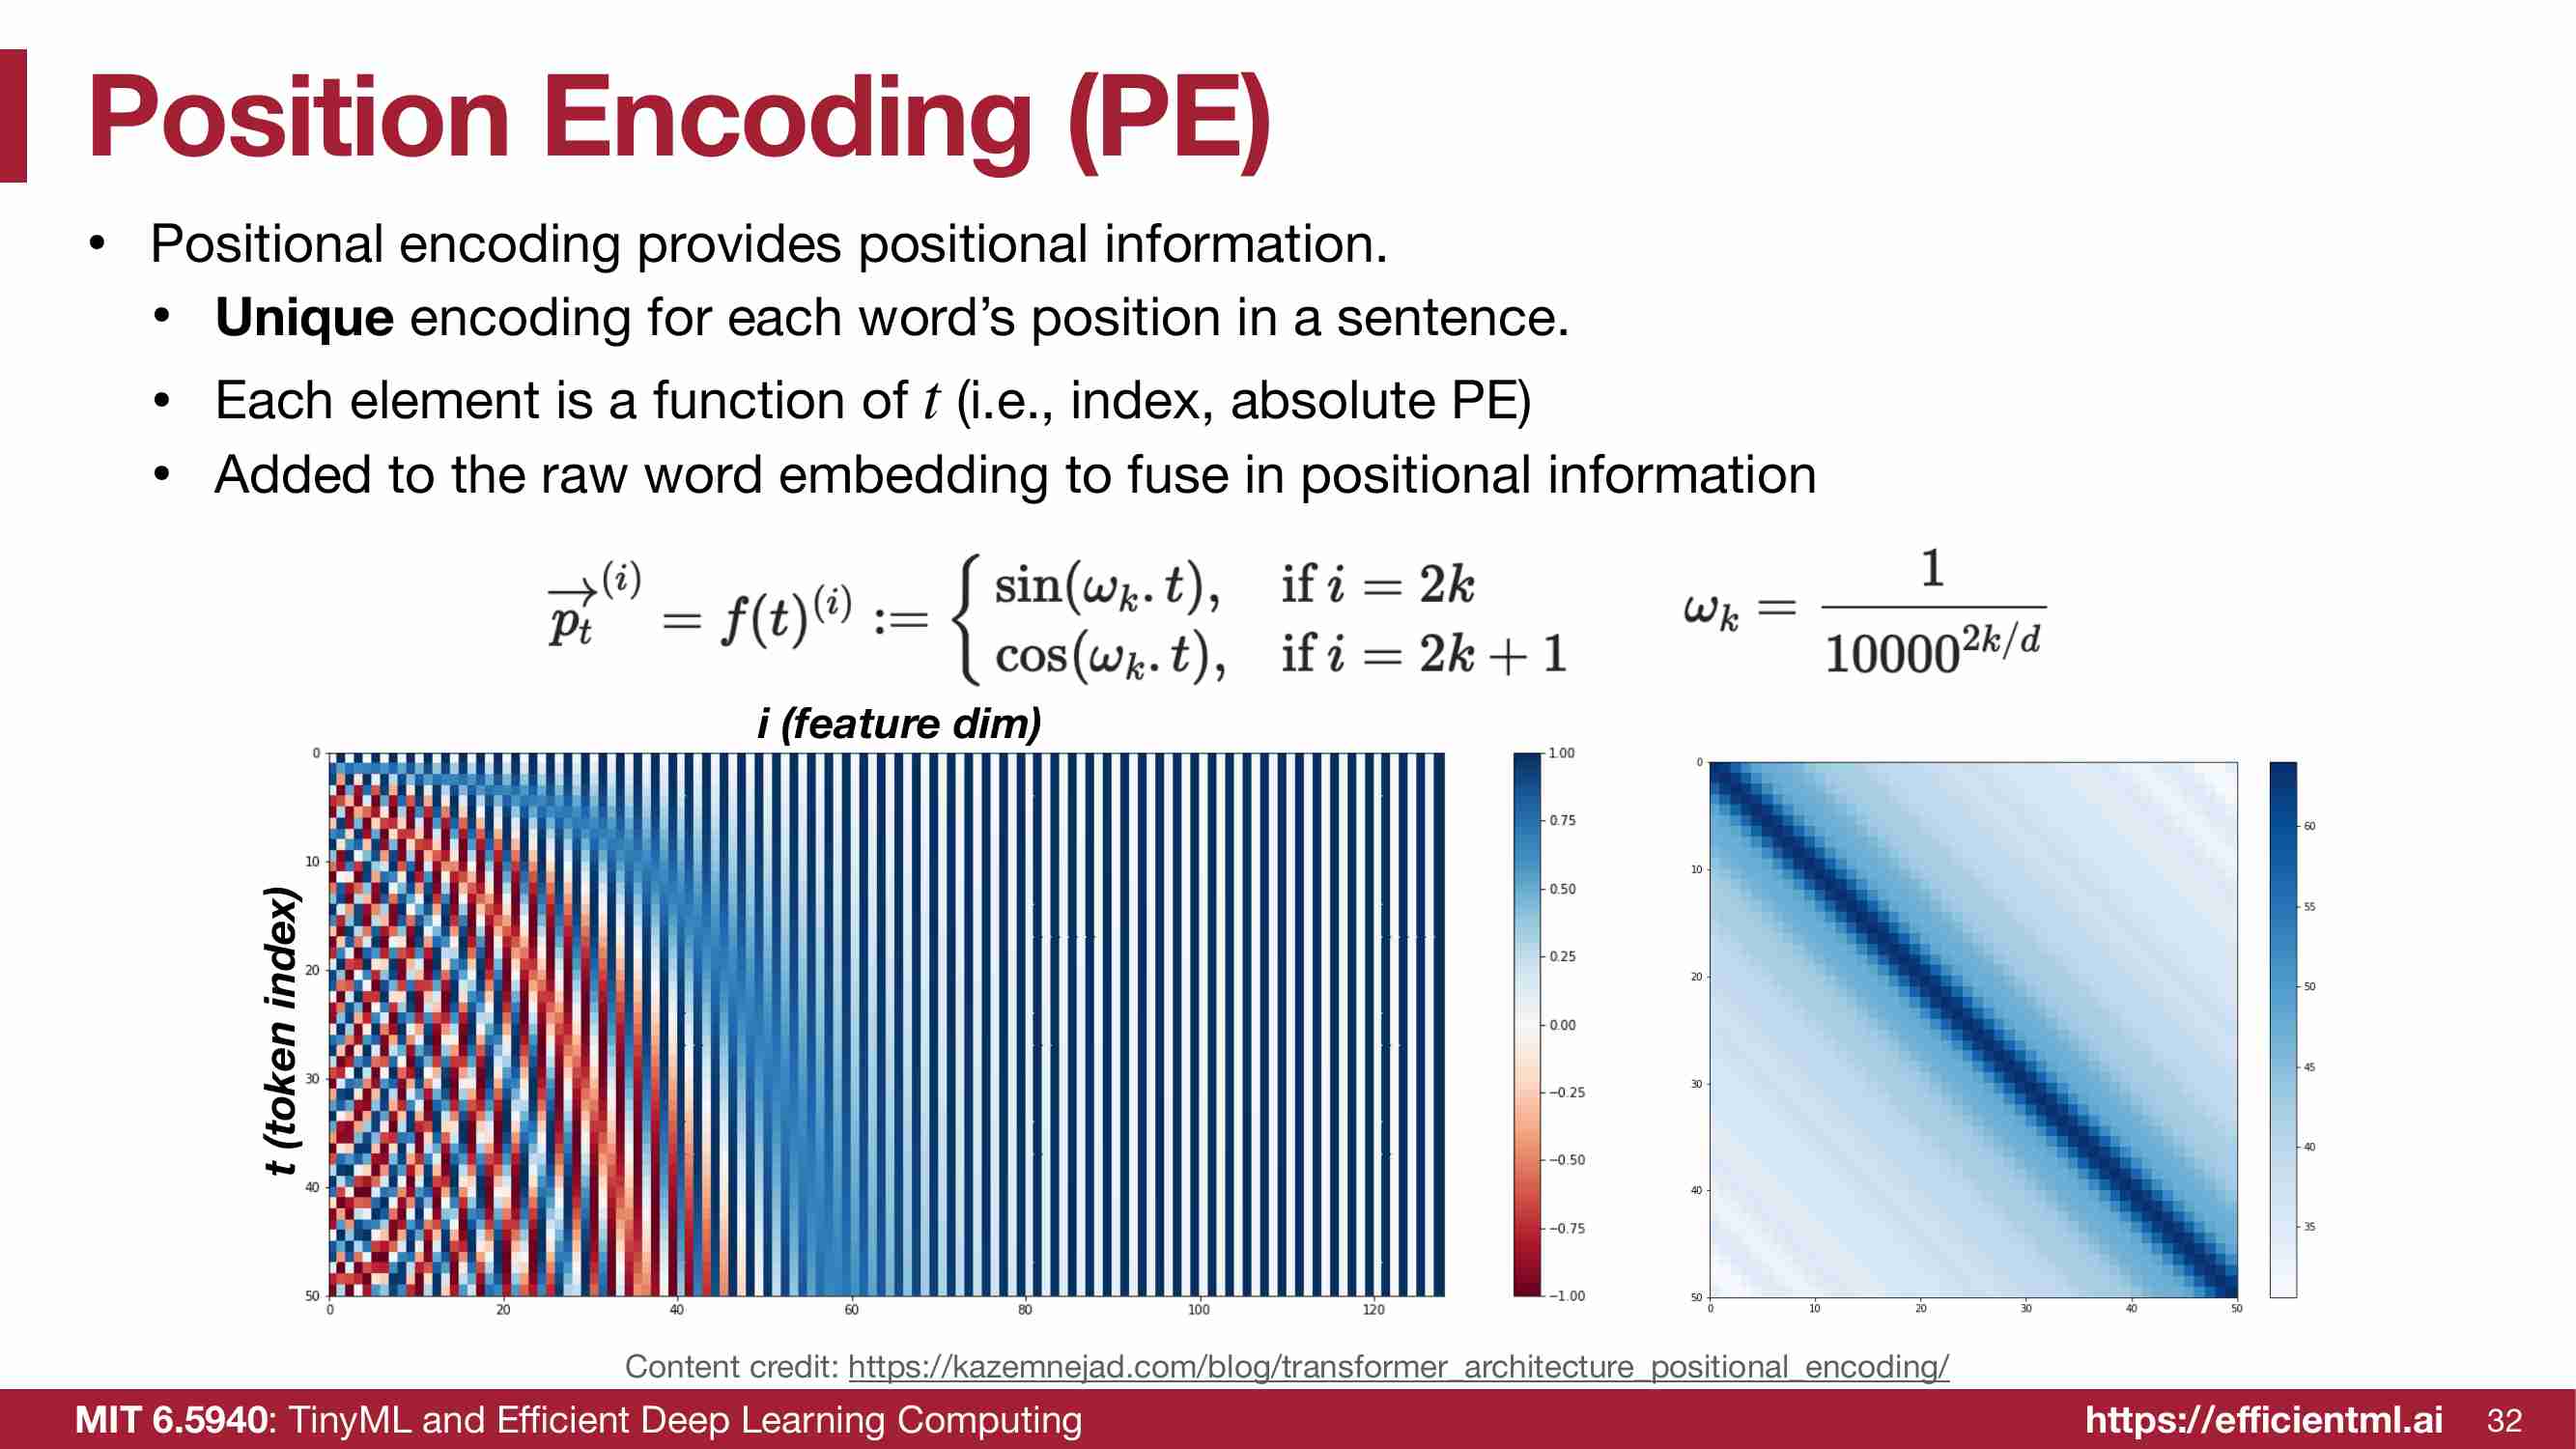 Position Encoding (PE)
• Positional encoding provides positional information.
• Unique encoding for each word's position in a sentence.
• Each element is a function of t (i.e., index, absolute PE)
• Added to the raw word embedding to fuse in positional information
$\overrightarrow{p_t}^{(i)} = f(t)^{(i)} := \begin{cases} \sin(\omega_k . t), & \text{if } i = 2k \\ \cos(\omega_k . t), & \text{if } i = 2k + 1 \end{cases}$
$\omega_k = \frac{1}{10000^{2k/d}}$
i (feature dim)
t (token index)
0
10
20
30
40
50
0 20 40 60 80 100 120
1.00
0.75
0.50
0.25
0.00
−0.25
−0.50
−0.75
−1.00
0
10
20
30
40
50
0 10 20 30 40 50
60
55
50
45
40
35
Content credit: https://kazemnejad.com/blog/transformer_architecture_positional_encoding/
MIT 6.5940: TinyML and Efficient Deep Learning Computing
https://efficientml.ai 32